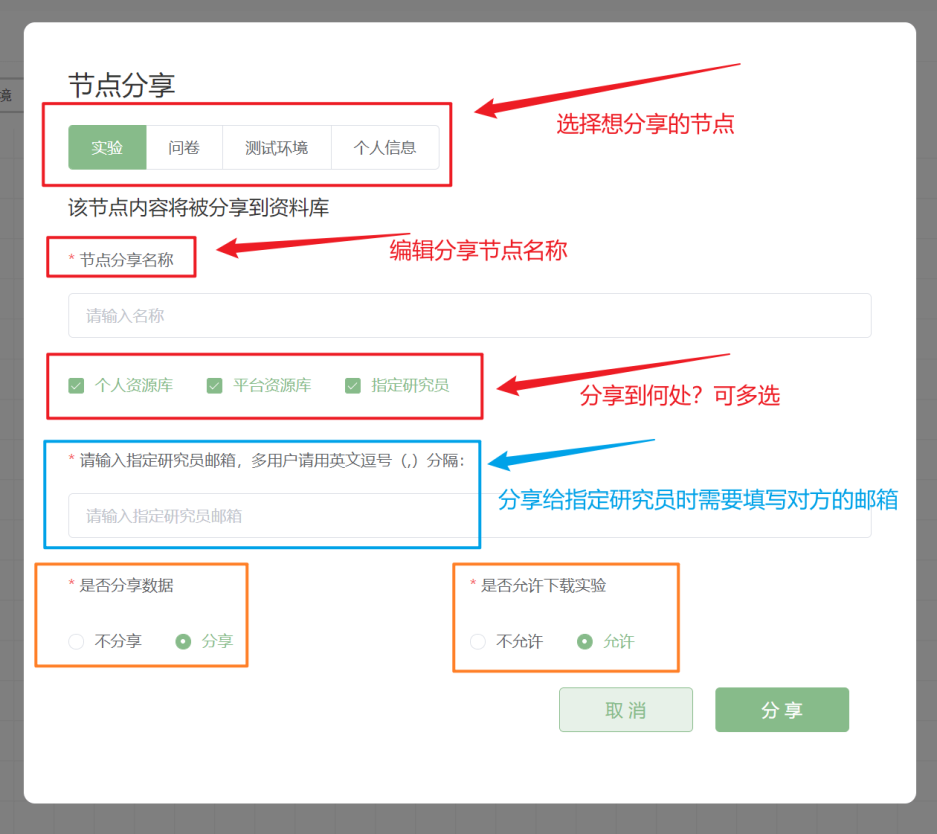 节点分享
境
选择想分享的节点
实验 问卷 测试环境 个人信息
该节点内容将被分享到资料库
编辑分享节点名称
* 节点分享名称
请输入名称
个人资源库 平台资源库 指定研究员
分享到何处？可多选
* 请输入指定研究员邮箱，多用户请用英文逗号（,）分隔：
分享给指定研究员时需要填写对方的邮箱
请输入指定研究员邮箱
* 是否分享数据 * 是否允许下载实验
不分享 分享 不允许 允许
取消 分享